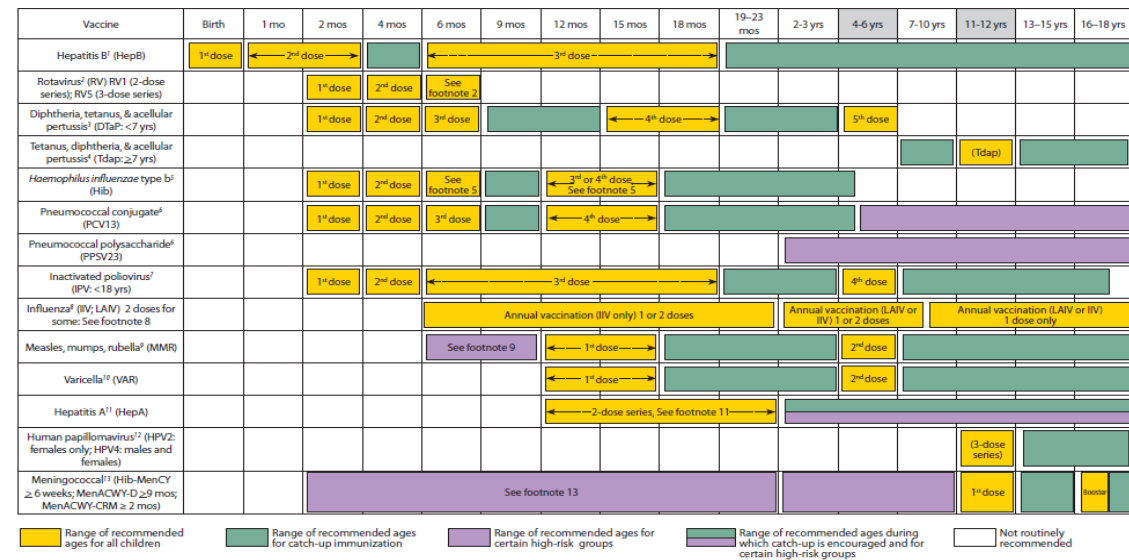 Vaccine Birth 1 mo 2 mos 4 mos 6 mos 9 mos 12 mos 15 mos 18 mos 19–23 mos 2-3 yrs 4-6 yrs 7-10 yrs 11-12 yrs 13–15 yrs 16–18 yrs
Hepatitis B¹ (HepB)
1ˢᵗ dose
2ⁿᵈ dose
3ʳᵈ dose
Rotavirus² (RV) RV1 (2-dose
series); RV5 (3-dose series)
1ˢᵗ dose
2ⁿᵈ dose
See
footnote 2
Diphtheria, tetanus, & acellular
pertussis³ (DTaP: <7 yrs)
1ˢᵗ dose
2ⁿᵈ dose
3ʳᵈ dose
4ᵗʰ dose
5ᵗʰ dose
Tetanus, diphtheria, & acellular
pertussis⁴ (Tdap: ≥7 yrs)
(Tdap)
Haemophilus influenzae type b⁵
(Hib)
1ˢᵗ dose
2ⁿᵈ dose
See
footnote 5
3ʳᵈ or 4ᵗʰ dose,
See footnote 5
Pneumococcal conjugate⁶
(PCV13)
1ˢᵗ dose
2ⁿᵈ dose
3ʳᵈ dose
4ᵗʰ dose
Pneumococcal polysaccharide⁶
(PPSV23)
Inactivated poliovirus⁷
(IPV: <18 yrs)
1ˢᵗ dose
2ⁿᵈ dose
3ʳᵈ dose
4ᵗʰ dose
Influenza⁸ (IIV; LAIV) 2 doses for
some: See footnote 8
Annual vaccination (IIV only) 1 or 2 doses
Annual vaccination (LAIV or
IIV) 1 or 2 doses
Annual vaccination (LAIV or IIV)
1 dose only
Measles, mumps, rubella⁹ (MMR)
See footnote 9
1ˢᵗ dose
2ⁿᵈ dose
Varicella¹⁰ (VAR)
1ˢᵗ dose
2ⁿᵈ dose
Hepatitis A¹¹ (HepA)
2-dose series, See footnote 11
Human papillomavirus¹² (HPV2:
females only; HPV4: males and
females)
(3-dose
series)
Meningococcal¹³ (Hib-MenCY
≥ 6 weeks; MenACWY-D ≥9 mos;
MenACWY-CRM ≥ 2 mos)
See footnote 13
1ˢᵗ dose
Booster
Range of recommended
ages for all children
Range of recommended ages
for catch-up immunization
Range of recommended ages for
certain high-risk groups
Range of recommended ages during
which catch-up is encouraged and for
certain high-risk groups
Not routinely
recommended